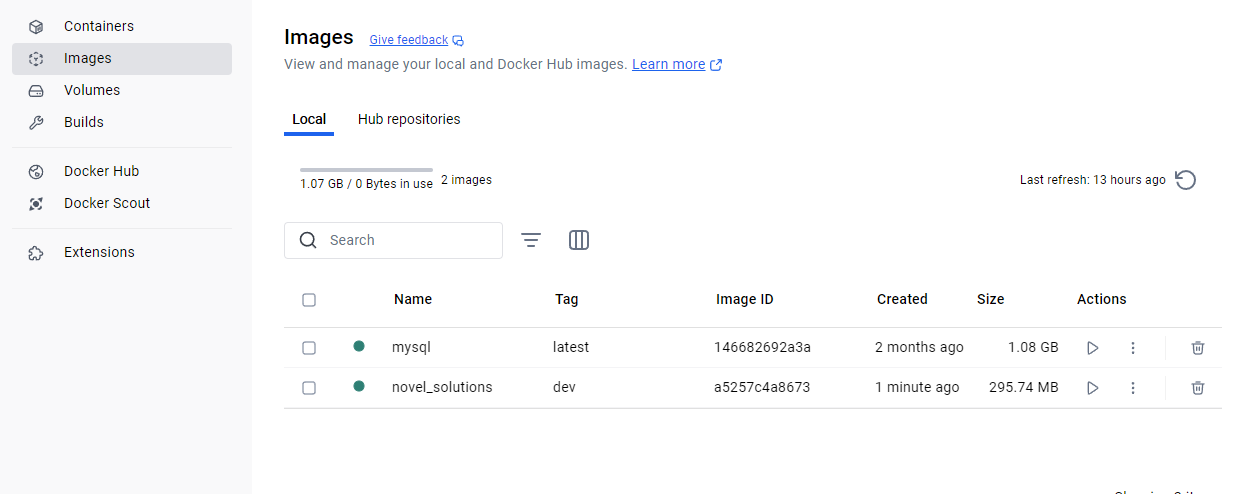 Containers
Images
Volumes
Builds
Docker Hub
Docker Scout
Extensions
Images Give feedback
View and manage your local and Docker Hub images. Learn more
Local Hub repositories
1.07 GB / 0 Bytes in use 2 images Last refresh: 13 hours ago
Search
Name Tag Image ID Created Size Actions
mysql latest 146682692a3a 2 months ago 1.08 GB
novel_solutions dev a5257c4a8673 1 minute ago 295.74 MB